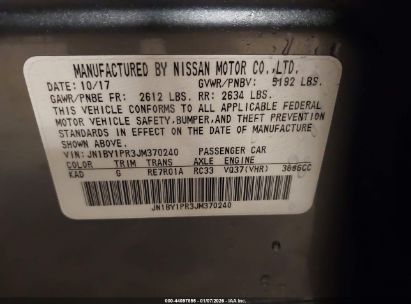 MANUFACTURED BY NISSAN MOTOR CO.,LTD.
DATE: 10/17 GVWR/PNBV: 5192 LBS.
GAWR/PNBE FR: 2612 LBS. RR: 2634 LBS.
THIS VEHICLE CONFORMS TO ALL APPLICABLE FEDERAL
MOTOR VEHICLE SAFETY,BUMPER,AND THEFT PREVENTION
STANDARDS IN EFFECT ON THE DATE OF MANUFACTURE
SHOWN ABOVE.
VIN: JN1BY1PR3JM370240 PASSENGER CAR
COLOR TRIM TRANS AXLE ENGINE
KAD G RE7R01A RC33 VQ37(VHR) 3696CC
JN1BY1PR3JM370240